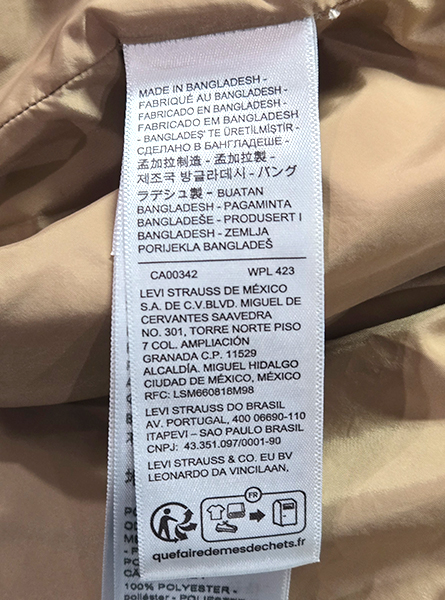 MADE IN BANGLADESH -
FABRIQUÉ AU BANGLADESH -
FABRICADO EN BANGLADESH -
FABRICADO EM BANGLADESH -
- BANGLADEŞ' TE ÜRETİLMİŞTİR -
СДЕЛАНО В БАНГЛАДЕШЕ -
孟加拉制造 - 孟加拉製 -
제조국 방글라데시 - バング
ラデシュ製 - BUATAN
BANGLADESH - PAGAMINTA
BANGLADEŠE - PRODUSERT I
BANGLADESH - ZEMLJA
PORIJEKLA BANGLADEŠ
CA00342 WPL 423
LEVI STRAUSS DE MÉXICO
S.A. DE C.V.BLVD. MIGUEL DE
CERVANTES SAAVEDRA
NO. 301, TORRE NORTE PISO
7 COL. AMPLIACIÓN
GRANADA C.P. 11529
ALCALDÍA. MIGUEL HIDALGO
CIUDAD DE MÉXICO, MÉXICO
RFC: LSM660818M98
LEVI STRAUSS DO BRASIL
AV. PORTUGAL, 400 06690-110
ITAPEVI – SAO PAULO BRASIL
CNPJ: 43.351.097/0001-90
LEVI STRAUSS & CO. EU BV
LEONARDO DA VINCILAAN,
FR
quefairedemesdechets.fr
100% POLYESTER -
poliéster - POLYESTER